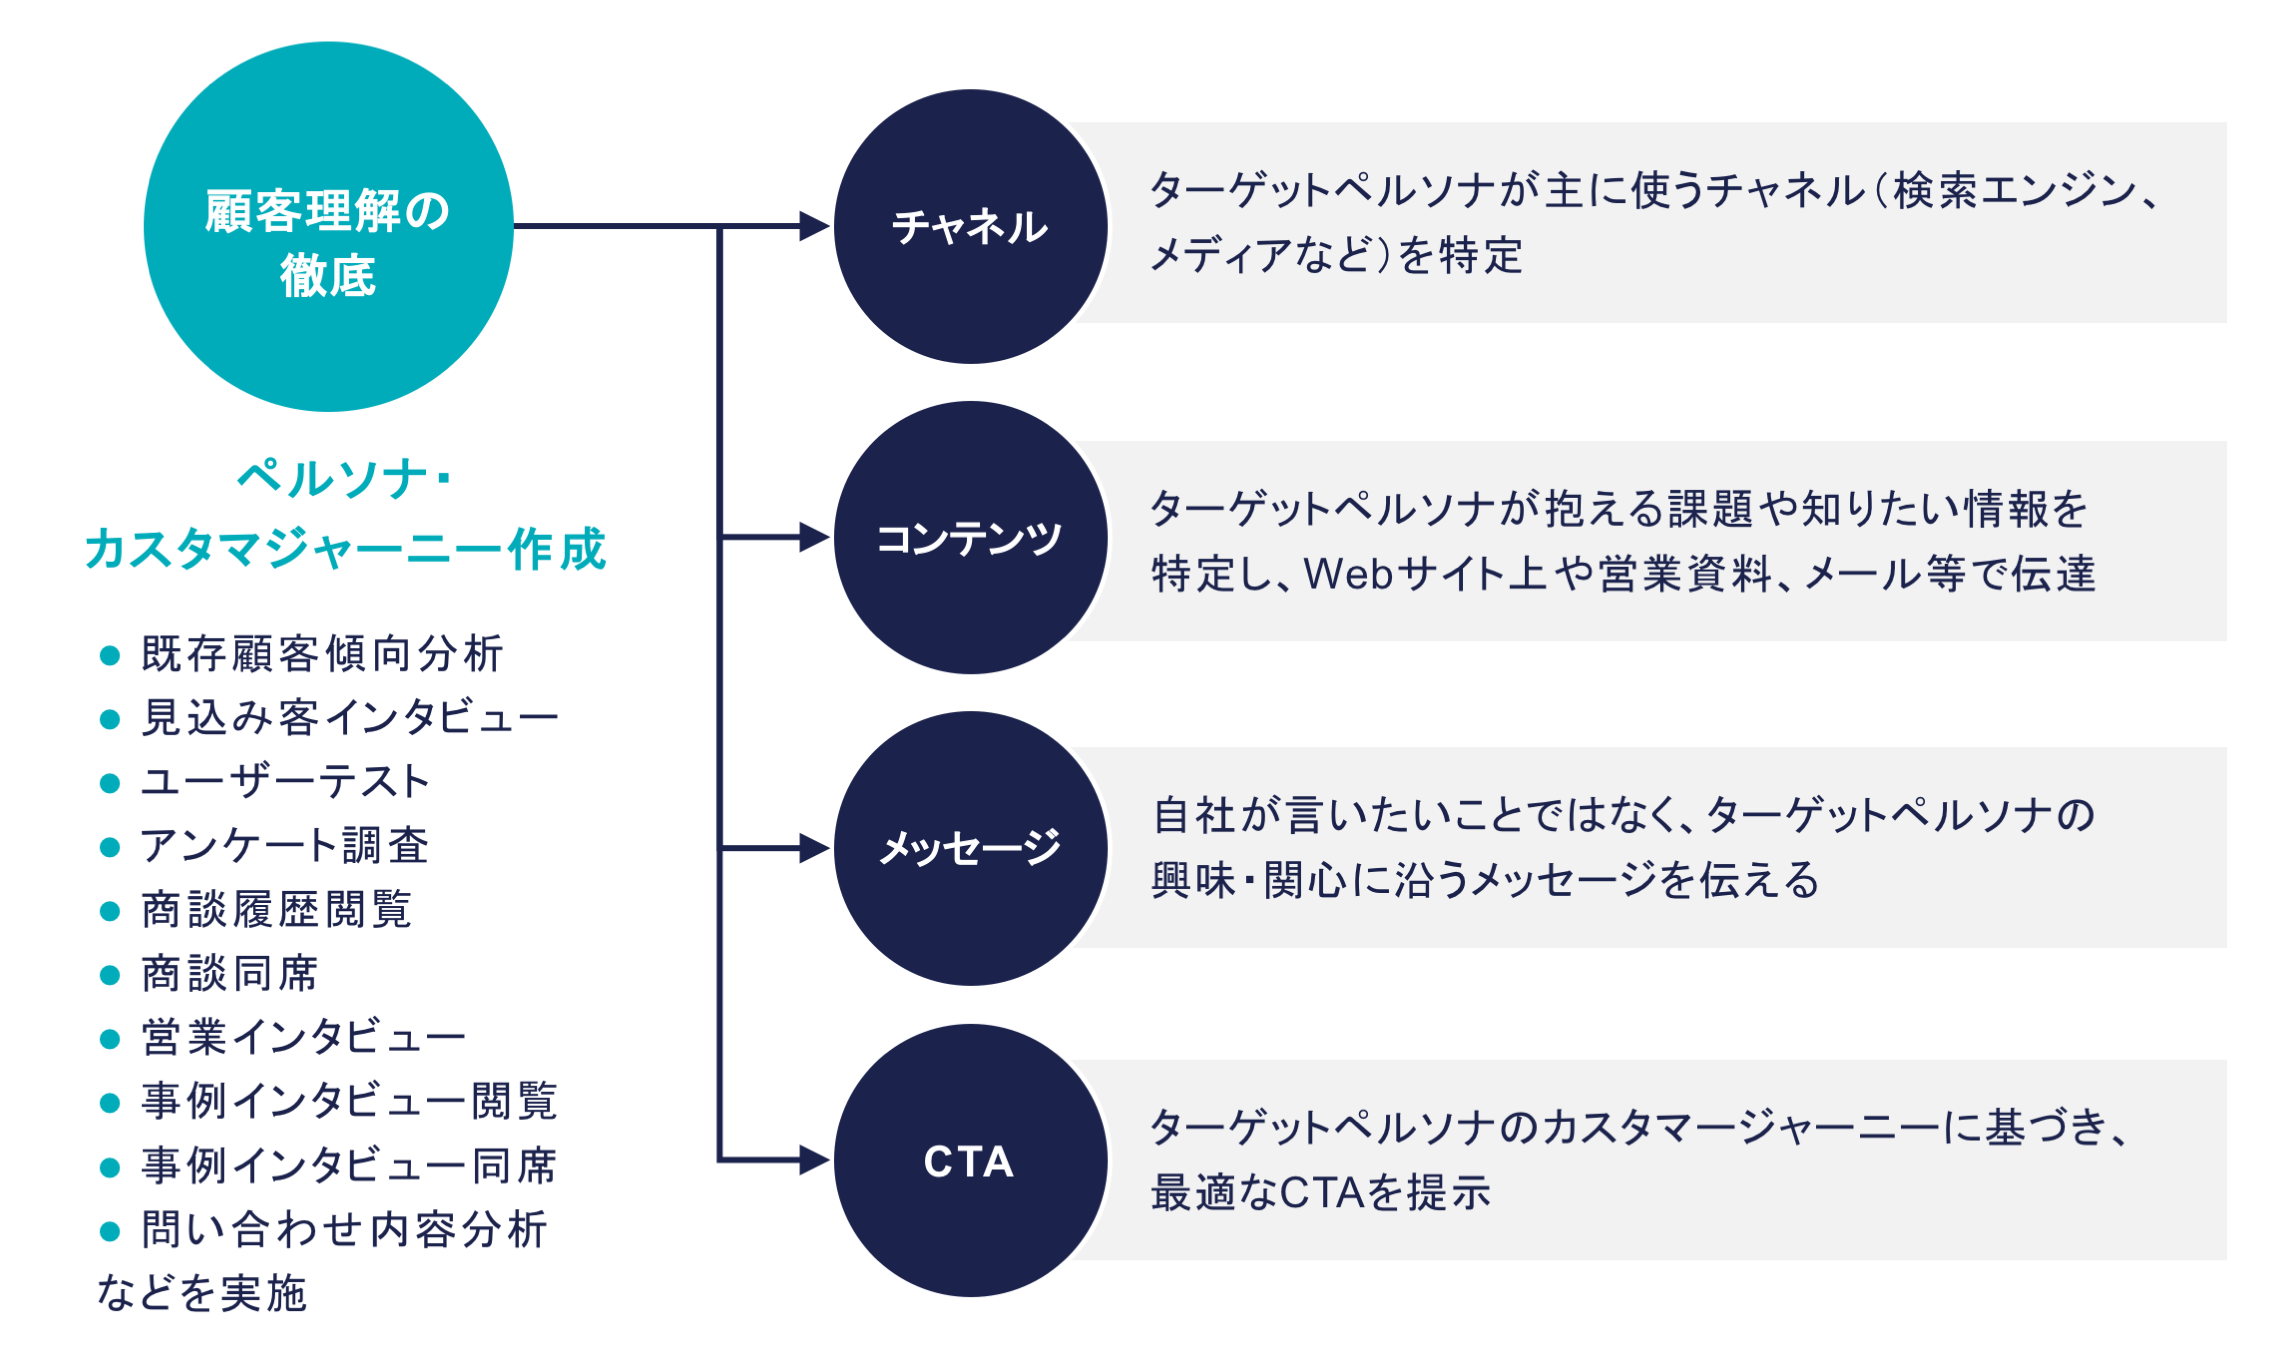 顧客理解の
徹底
ペルソナ・
カスタマジャーニー作成
● 既存顧客傾向分析
● 見込み客インタビュー
● ユーザーテスト
● アンケート調査
● 商談履歴閲覧
● 商談同席
● 営業インタビュー
● 事例インタビュー閲覧
● 事例インタビュー同席
● 問い合わせ内容分析
などを実施
チャネル
ターゲットペルソナが主に使うチャネル（検索エンジン、
メディアなど）を特定
コンテンツ
ターゲットペルソナが抱える課題や知りたい情報を
特定し、Webサイト上や営業資料、メール等で伝達
メッセージ
自社が言いたいことではなく、ターゲットペルソナの
興味・関心に沿うメッセージを伝える
CTA
ターゲットペルソナのカスタマージャーニーに基づき、
最適なCTAを提示